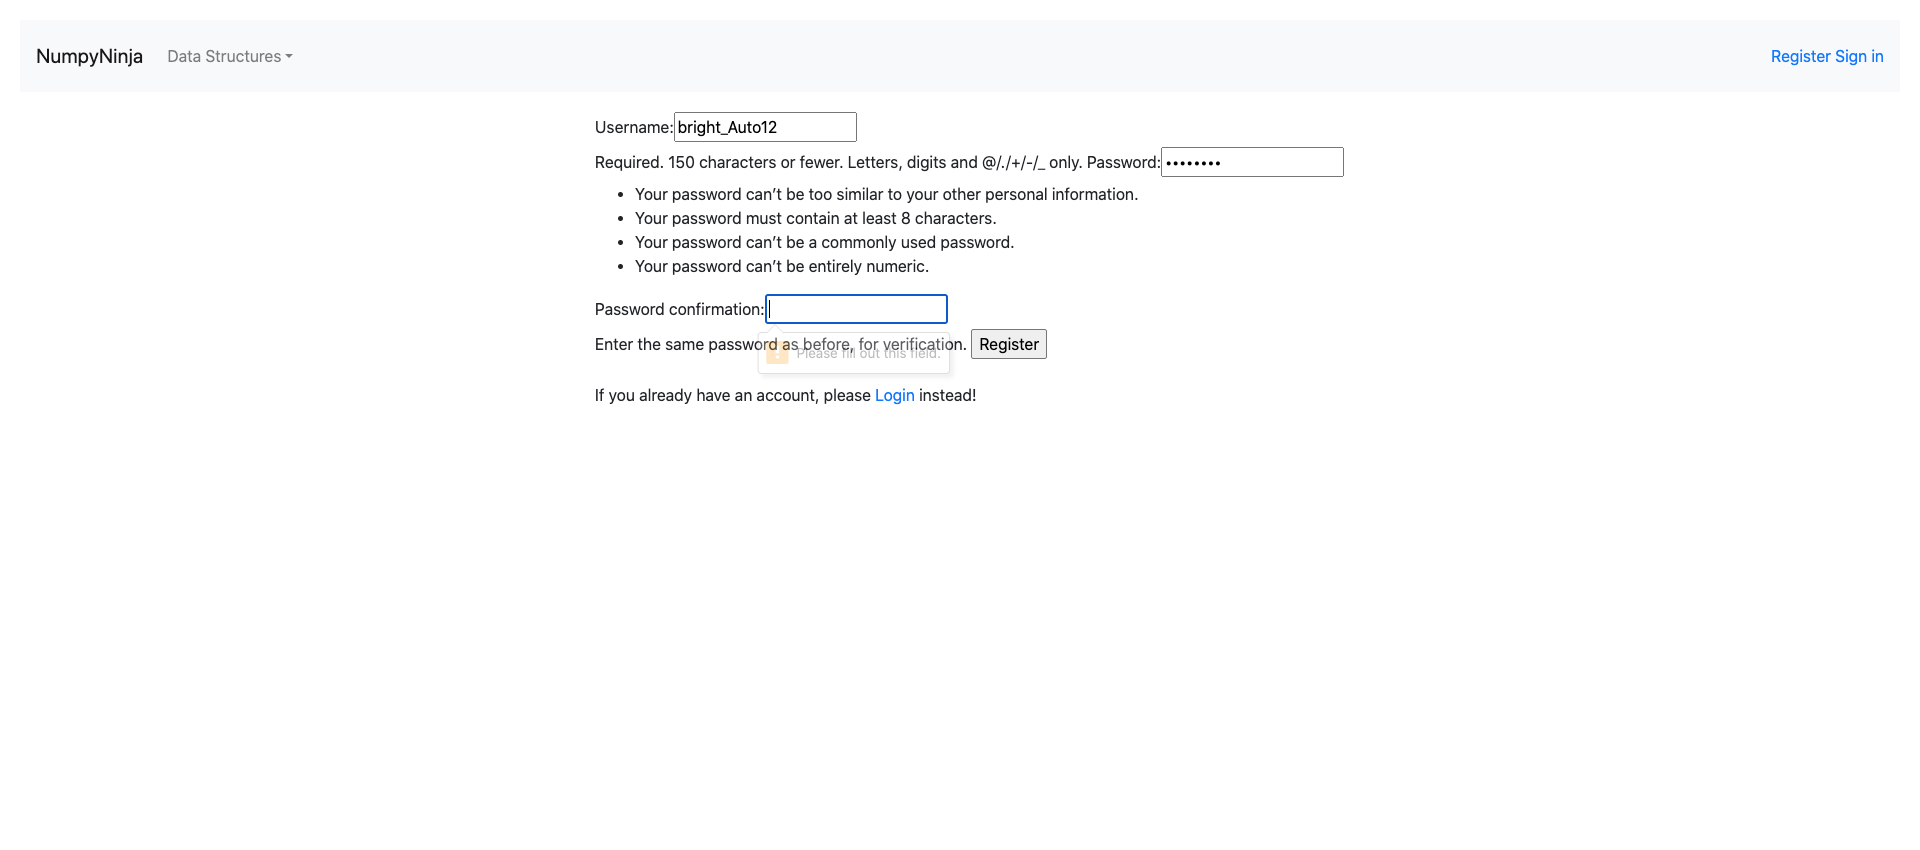 NumpyNinja Data Structures Register Sign in
Username: bright_Auto12
Required. 150 characters or fewer. Letters, digits and @/./+/-/_ only. Password: ••••••••
• Your password can’t be too similar to your other personal information.
• Your password must contain at least 8 characters.
• Your password can’t be a commonly used password.
• Your password can’t be entirely numeric.
Password confirmation:
Enter the same password as before, for verification. Register
! Please fill out this field.
If you already have an account, please Login instead!